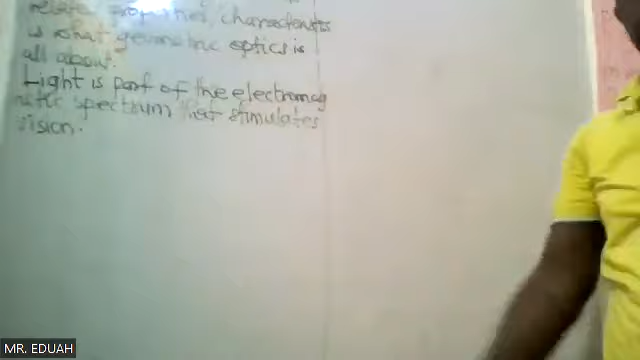 related properties/characteristics
is what geometric optics is
all about.
Light is part of the electromag
netic spectrum that stimulates
vision.
MR. EDUAH